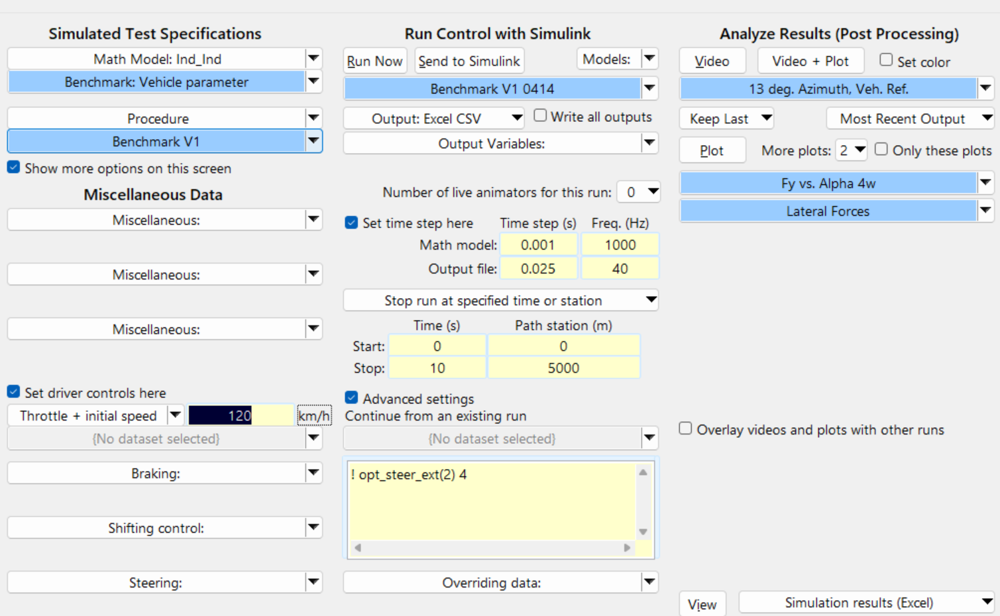 Simulated Test Specifications
Math Model: Ind_Ind
Benchmark: Vehicle parameter
Procedure
Benchmark V1
Show more options on this screen
Miscellaneous Data
Miscellaneous:
Miscellaneous:
Miscellaneous:
Set driver controls here
Throttle + initial speed 120 km/h
{No dataset selected}
Braking:
Shifting control:
Steering:
Run Control with Simulink
Run Now Send to Simulink Models:
Benchmark V1 0414
Output: Excel CSV Write all outputs
Output Variables:
Number of live animators for this run: 0
Set time step here Time step (s) Freq. (Hz)
Math model: 0.001 1000
Output file: 0.025 40
Stop run at specified time or station
Time (s) Path station (m)
Start: 0 0
Stop: 10 5000
Advanced settings
Continue from an existing run
{No dataset selected}
! opt_steer_ext(2) 4
Overriding data:
Analyze Results (Post Processing)
Video Video + Plot Set color
13 deg. Azimuth, Veh. Ref.
Keep Last Most Recent Output
Plot More plots: 2 Only these plots
Fy vs. Alpha 4w
Lateral Forces
Overlay videos and plots with other runs
View Simulation results (Excel)